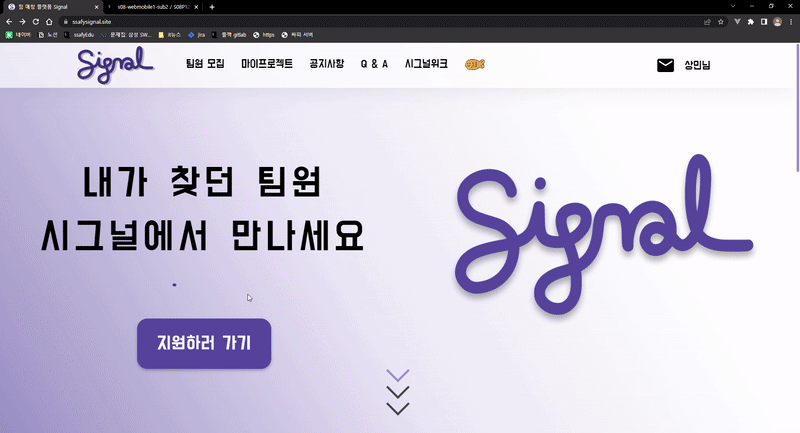 팀 매칭 플랫폼 Signal
s08-webmobile1-sub2 / S08P1
ssafysignal.site
네이버 노션 ssafyEdu 문제집: 삼성 SW... it뉴스 jira 플젝 gitlab https 싸피 서버
Signal 팀원 모집 마이프로젝트 공지사항 Q & A 시그널위크 상민님
내가 찾던 팀원
시그널에서 만나세요
Signal
지원하러 가기